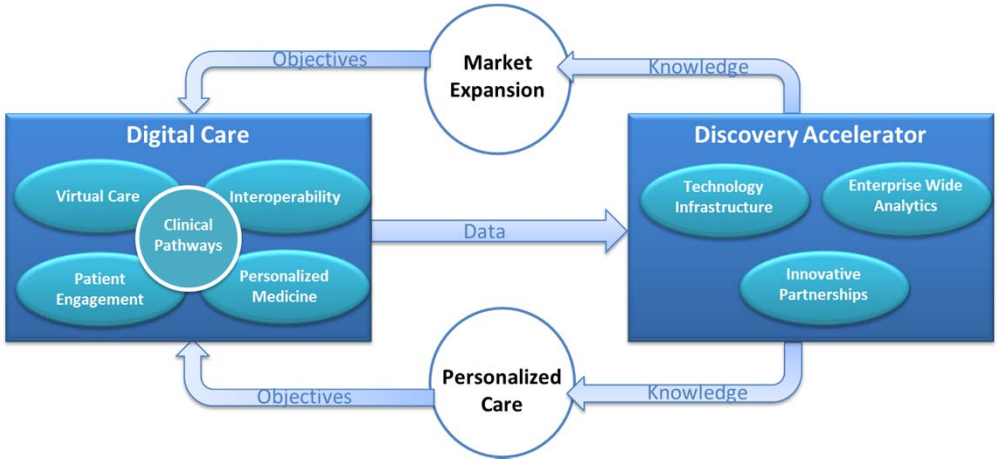 Objectives
Market
Expansion
Knowledge
Digital Care
Virtual Care
Interoperability
Clinical
Pathways
Patient
Engagement
Personalized
Medicine
Data
Discovery Accelerator
Technology
Infrastructure
Enterprise Wide
Analytics
Innovative
Partnerships
Objectives
Personalized
Care
Knowledge